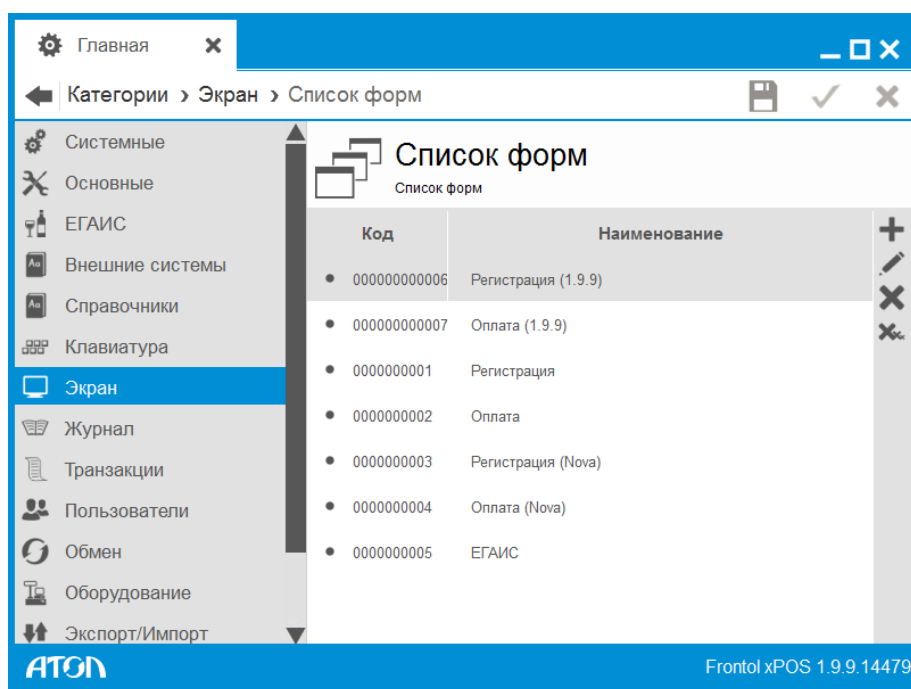 Главная
Категории › Экран › Список форм
Системные
Основные
ЕГАИС
Внешние системы
Справочники
Клавиатура
Экран
Журнал
Транзакции
Пользователи
Обмен
Оборудование
Экспорт/Импорт
Список форм
Список форм
Код Наименование
000000000006 Регистрация (1.9.9)
000000000007 Оплата (1.9.9)
0000000001 Регистрация
0000000002 Оплата
0000000003 Регистрация (Nova)
0000000004 Оплата (Nova)
0000000005 ЕГАИС
ATOL Frontol xPOS 1.9.9.14479